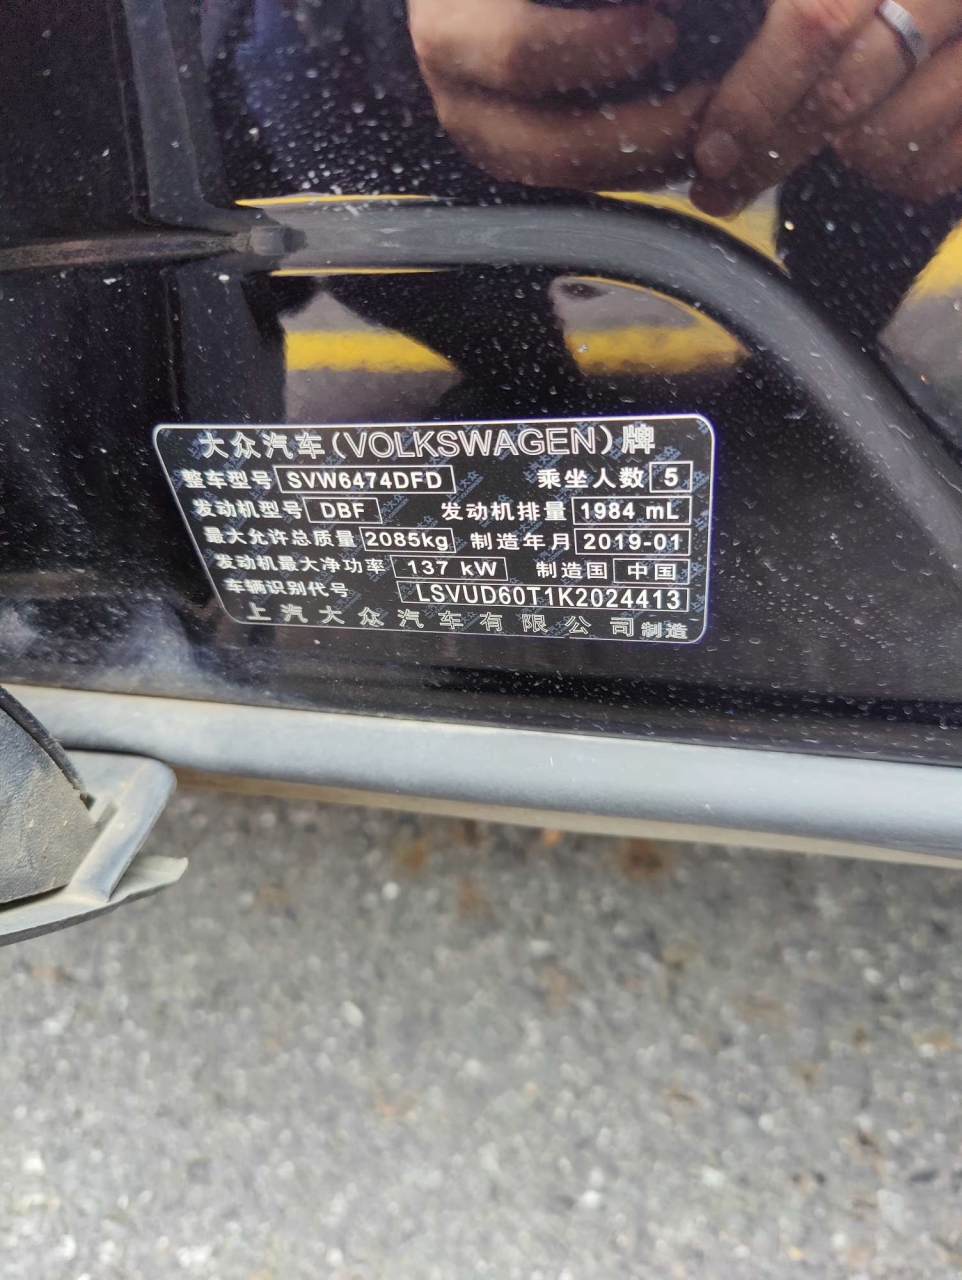 大众汽车(VOLKSWAGEN)牌
整车型号 SVW6474DFD 乘坐人数 5
发动机型号 DBF 发动机排量 1984 mL
最大允许总质量 2085kg 制造年月 2019-01
发动机最大净功率 137 kW 制造国 中国
车辆识别代号 LSVUD60T1K2024413
上汽大众汽车有限公司制造